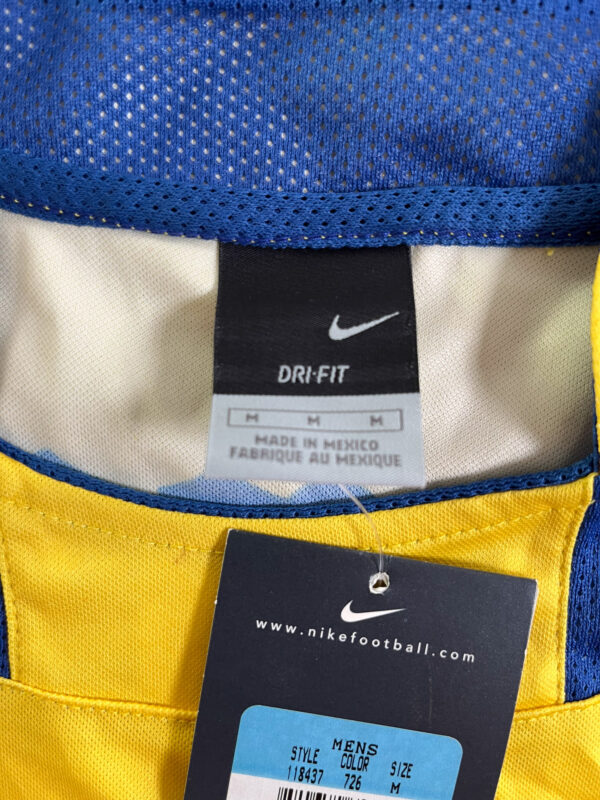 DRI-FIT
M M M
MADE IN MEXICO
FABRIQUE AU MEXIQUE
www.nikefootball.com
MENS
STYLE COLOR SIZE
118437 726 M